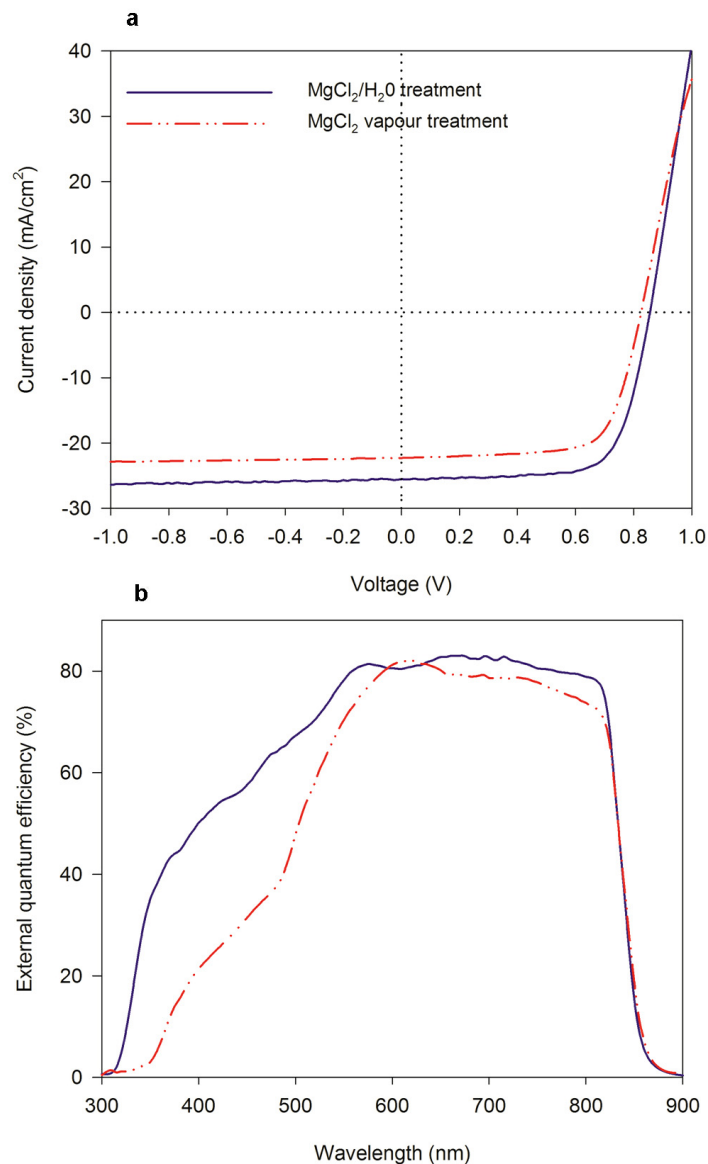 a
40
30
20
10
0
-10
-20
-30
Current density (mA/cm²)
MgCl₂/H₂0 treatment
MgCl₂ vapour treatment
-1.0 -0.8 -0.6 -0.4 -0.2 0.0 0.2 0.4 0.6 0.8 1.0
Voltage (V)
b
80
60
40
20
0
External quantum efficiency (%)
300 400 500 600 700 800 900
Wavelength (nm)